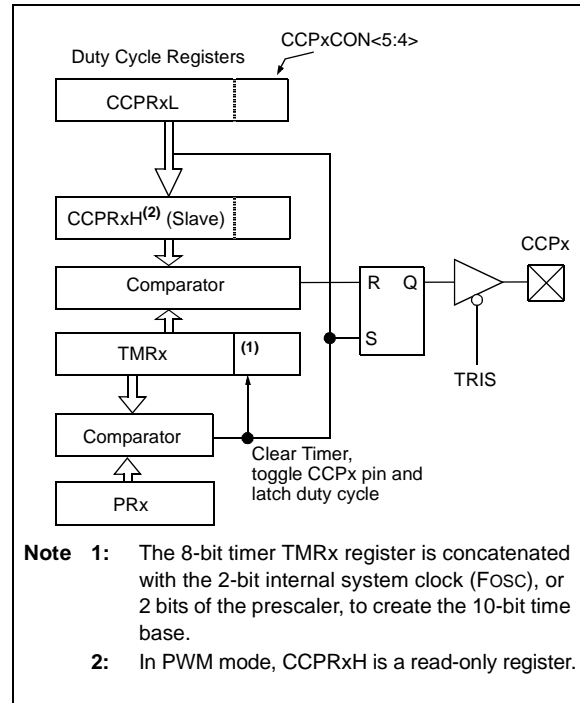 CCPxCON<5:4>
Duty Cycle Registers
CCPRxL
CCPRxH(2) (Slave)
CCPx
Comparator
R Q
S
TMRx (1)
TRIS
Comparator
Clear Timer,
toggle CCPx pin and
latch duty cycle
PRx
Note 1: The 8-bit timer TMRx register is concatenated
with the 2-bit internal system clock (FOSC), or
2 bits of the prescaler, to create the 10-bit time
base.
2: In PWM mode, CCPRxH is a read-only register.